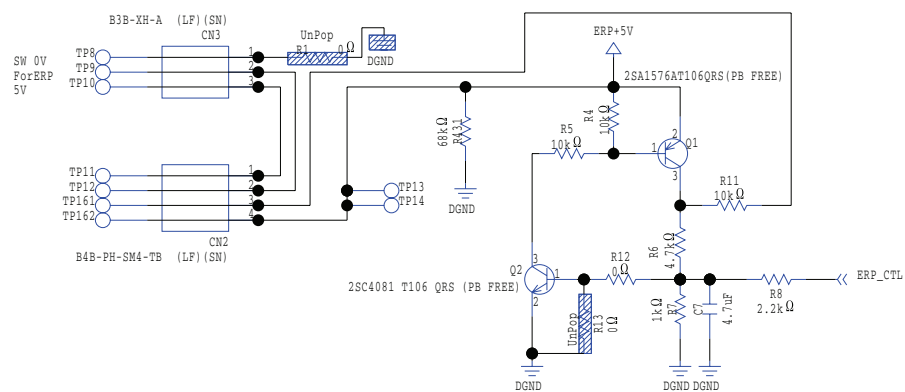 B3B-XH-A (LF)(SN)
CN3
UnPop
R1 0Ω
DGND
SW 0V
ForERP
5V
TP8
TP9
TP10
1
2
3
ERP+5V
2SA1576AT106QRS(PB FREE)
68kΩ
R431
DGND
R4
10kΩ
R5
10kΩ
1
2
3
Q1
R11
10kΩ
TP11
TP12
TP161
TP162
1
2
3
4
CN2
B4B-PH-SM4-TB (LF)(SN)
TP13
TP14
R6
4.7kΩ
Q2
3
1
2
2SC4081 T106 QRS (PB FREE)
R12
0Ω
R8
2.2kΩ
ERP_CTL
UnPop
R13
0Ω
1kΩ
R7
C7
4.7uF
DGND
DGND
DGND